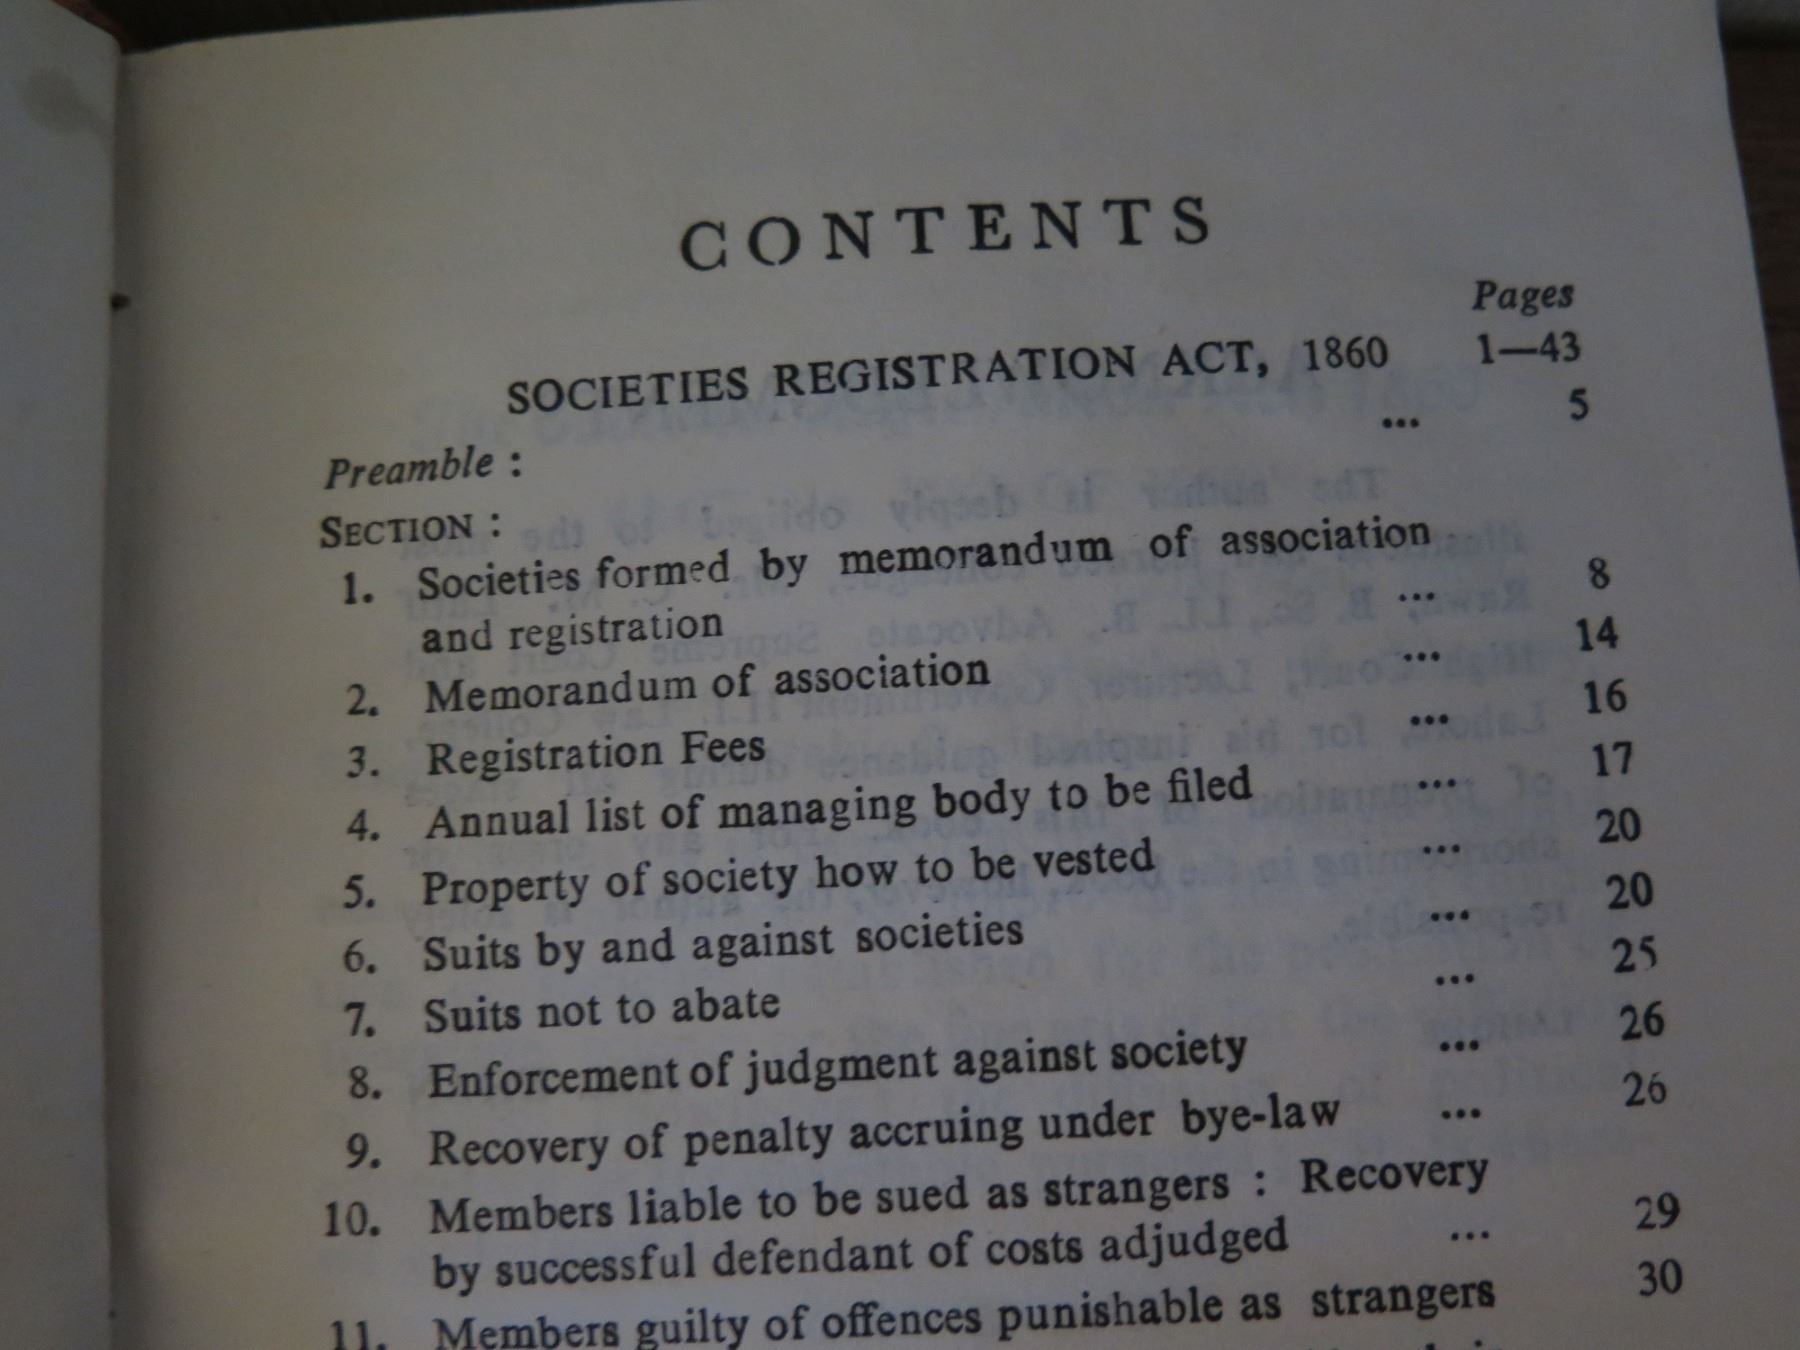 CONTENTS
Pages
SOCIETIES REGISTRATION ACT, 1860 1—43
Preamble : ... 5
SECTION :
1. Societies formed by memorandum of association
and registration ... 8
2. Memorandum of association ... 14
3. Registration Fees ... 16
4. Annual list of managing body to be filed ... 17
5. Property of society how to be vested ... 20
6. Suits by and against societies ... 20
7. Suits not to abate ... 25
8. Enforcement of judgment against society ... 26
9. Recovery of penalty accruing under bye-law ... 26
10. Members liable to be sued as strangers : Recovery
by successful defendant of costs adjudged ... 29
11. Members guilty of offences punishable as strangers 30